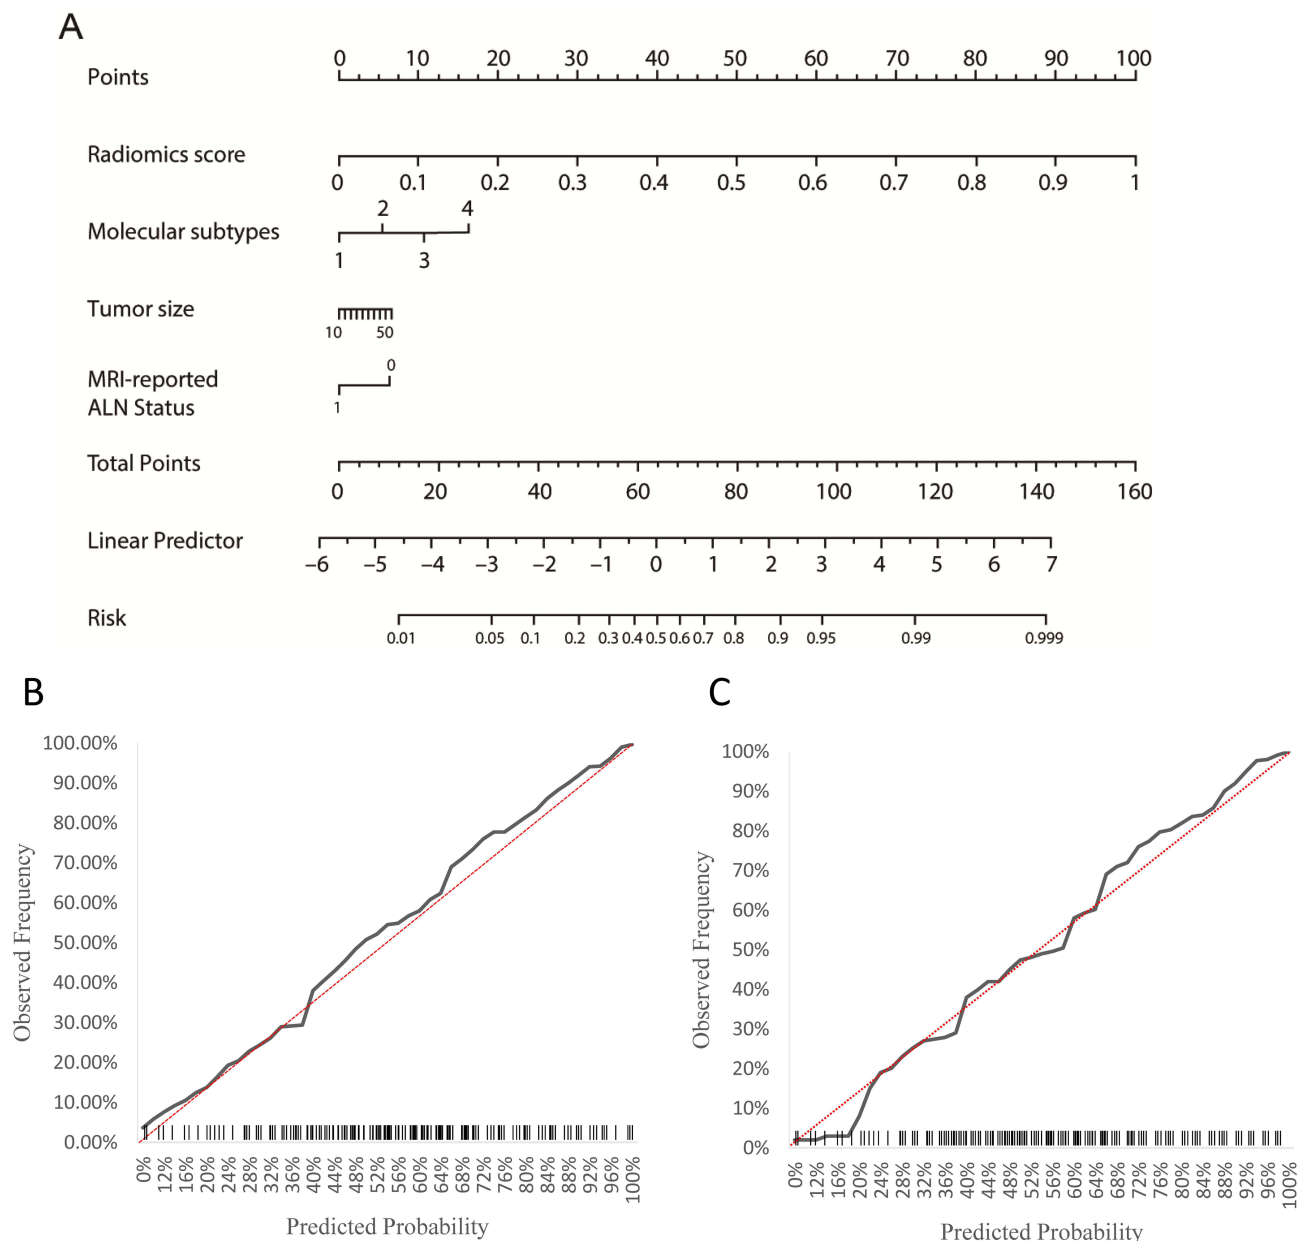 A
Points
0 10 20 30 40 50 60 70 80 90 100
Radiomics score
0 0.1 0.2 0.3 0.4 0.5 0.6 0.7 0.8 0.9 1
2 4
Molecular subtypes
1 3
Tumor size
10 50
0
MRI-reported
ALN Status
1
Total Points
0 20 40 60 80 100 120 140 160
Linear Predictor
−6 −5 −4 −3 −2 −1 0 1 2 3 4 5 6 7
Risk
0.01 0.05 0.1 0.2 0.3 0.4 0.5 0.6 0.7 0.8 0.9 0.95 0.99 0.999
B
100.00%
90.00%
80.00%
70.00%
60.00%
50.00%
40.00%
30.00%
20.00%
10.00%
0.00%
Observed Frequency
0% 12% 16% 20% 24% 28% 32% 36% 40% 44% 48% 52% 56% 60% 64% 68% 72% 76% 80% 84% 88% 92% 96% 100%
Predicted Probability
C
100%
90%
80%
70%
60%
50%
40%
30%
20%
10%
0%
Observed Frequency
0% 12% 16% 20% 24% 28% 32% 36% 40% 44% 48% 52% 56% 60% 64% 68% 72% 76% 80% 84% 88% 92% 96% 100%
Predicted Probability